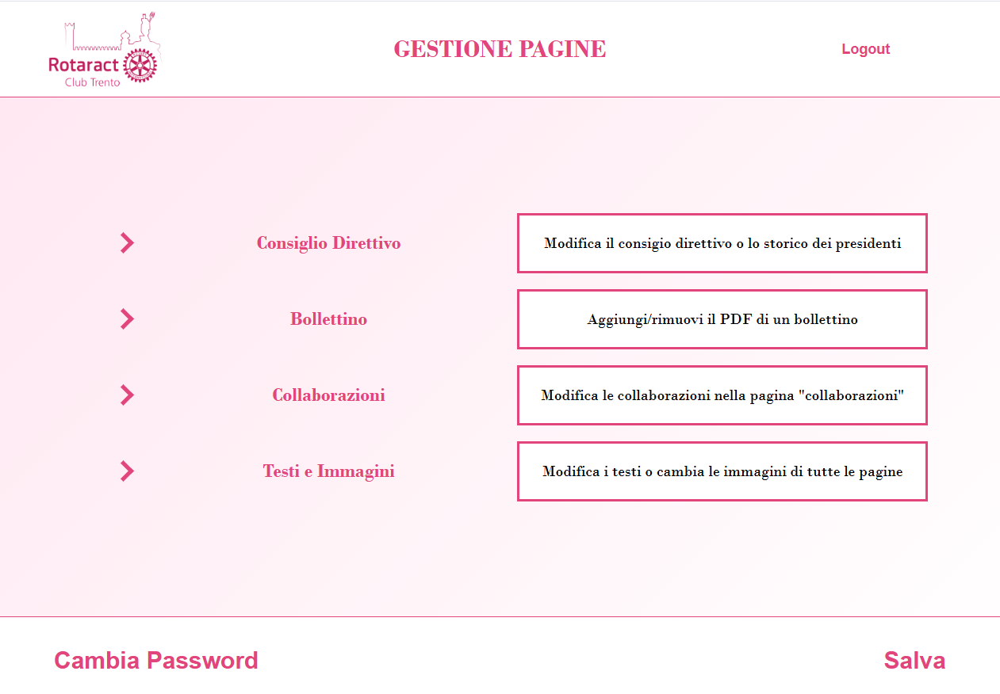 Rotaract
Club Trento
GESTIONE PAGINE
Logout
Consiglio Direttivo
Modifica il consigio direttivo o lo storico dei presidenti
Bollettino
Aggiungi/rimuovi il PDF di un bollettino
Collaborazioni
Modifica le collaborazioni nella pagina "collaborazioni"
Testi e Immagini
Modifica i testi o cambia le immagini di tutte le pagine
Cambia Password
Salva